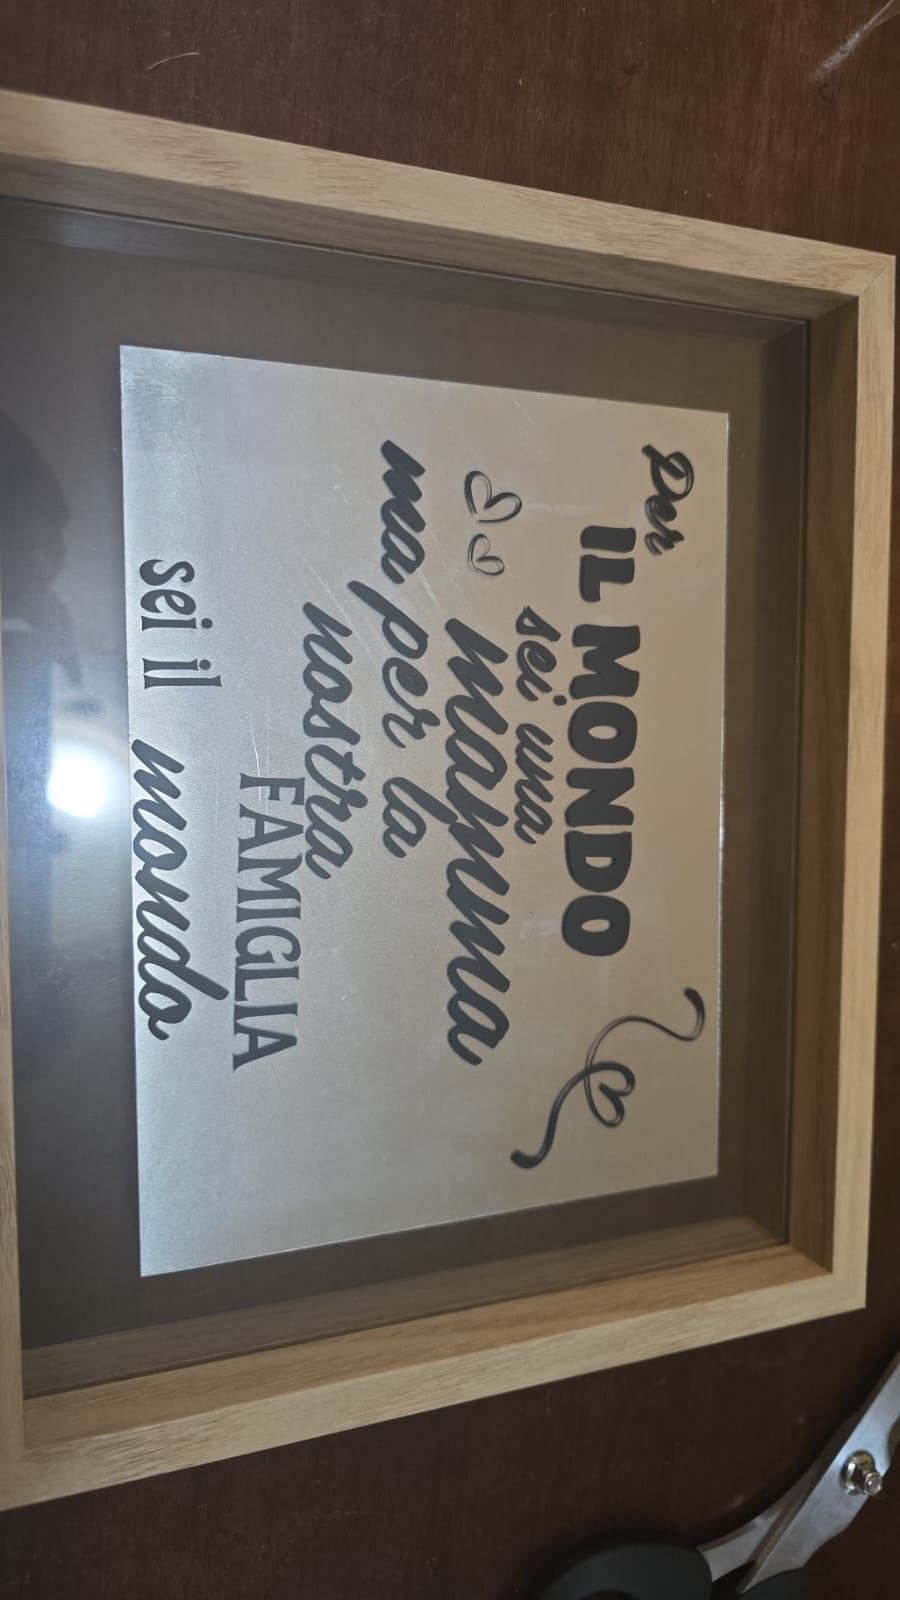 Per
IL MONDO
sei una
mamma
ma per la
nostra
FAMIGLIA
sei il mondo